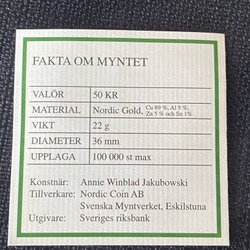 FAKTA OM MYNTET
VALÖR 50 KR
MATERIAL Nordic Gold, Cu 89 %, Al 5 %,
Zn 5 % och Sn 1%
VIKT 22 g
DIAMETER 36 mm
UPPLAGA 100 000 st max
Konstnär: Annie Winblad Jakubowski
Tillverkare: Nordic Coin AB
Svenska Myntverket, Eskilstuna
Utgivare: Sveriges riksbank